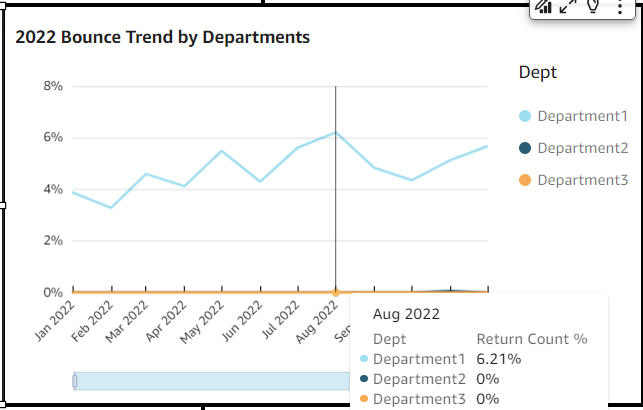 2022 Bounce Trend by Departments
Dept
Department1
Department2
Department3
8%
6%
4%
2%
0%
Jan 2022
Feb 2022
Mar 2022
Apr 2022
May 2022
Jun 2022
Jul 2022
Aug 2022
Sep
Aug 2022
Dept Return Count %
Department1 6.21%
Department2 0%
Department3 0%